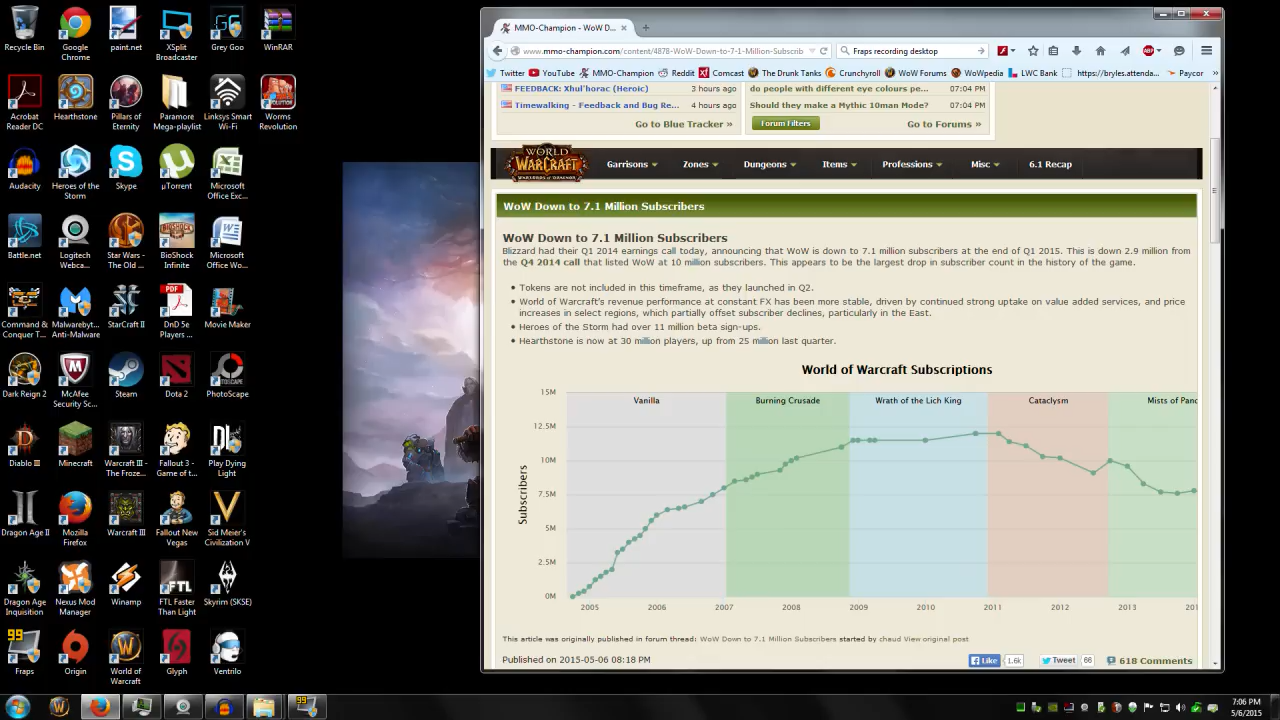 Recycle Bin
Google Chrome
paint.net
XSplit Broadcaster
Grey Goo
WinRAR
Acrobat Reader DC
Hearthstone
Pillars of Eternity
Paramore Mega-playlist
Linksys Smart Wi-Fi
Worms Revolution
Audacity
Heroes of the Storm
Skype
µTorrent
Microsoft Office Exc...
Battle.net
Logitech Webca...
Star Wars - The Old ...
BioShock Infinite
Microsoft Office Wo...
Command & Conquer T...
Malwarebyt... Anti-Malware
StarCraft II
DnD 5e Players ...
Movie Maker
Dark Reign 2
McAfee Security Sc...
Steam
Dota 2
PhotoScape
Diablo III
Minecraft
Warcraft III - The Froze...
Fallout 3 - Game of t...
Play Dying Light
Dragon Age II
Mozilla Firefox
Warcraft III
Fallout New Vegas
Sid Meier's Civilization V
Dragon Age Inquisition
Nexus Mod Manager
Winamp
FTL Faster Than Light
Skyrim (SKSE)
99
Fraps
Origin
World of Warcraft
Glyph
Ventrilo
MMO-Champion - WoW D...
www.mmo-champion.com/content/4878-WoW-Down-to-7-1-Million-Subscrib
Fraps recording desktop
Twitter YouTube MMO-Champion Reddit Comcast The Drunk Tanks Crunchyroll WoW Forums WoWpedia LWC Bank https://bryles.attenda... Paycor »
FEEDBACK: Xhul'horac (Heroic) 3 hours ago
do people with different eye colours pe... 07:04 PM
Timewalking - Feedback and Bug Re... 4 hours ago
Should they make a Mythic 10man Mode? 07:04 PM
Go to Blue Tracker »
Forum Filters
Go to Forums »
WORLD OF WARCRAFT
Garrisons Zones Dungeons Items Professions Misc 6.1 Recap
WoW Down to 7.1 Million Subscribers
WoW Down to 7.1 Million Subscribers
Blizzard had their Q1 2014 earnings call today, announcing that WoW is down to 7.1 million subscribers at the end of Q1 2015. This is down 2.9 million from
the Q4 2014 call that listed WoW at 10 million subscribers. This appears to be the largest drop in subscriber count in the history of the game.
Tokens are not included in this timeframe, as they launched in Q2.
World of Warcraft's revenue performance at constant FX has been more stable, driven by continued strong uptake on value added services, and price
increases in select regions, which partially offset subscriber declines, particularly in the East.
Heroes of the Storm had over 11 million beta sign-ups.
Hearthstone is now at 30 million players, up from 25 million last quarter.
World of Warcraft Subscriptions
Vanilla Burning Crusade Wrath of the Lich King Cataclysm Mists of Panc
15M
12.5M
10M
7.5M
5M
2.5M
0M
Subscribers
2005 2006 2007 2008 2009 2010 2011 2012 2013 201
This article was originally published in forum thread: WoW Down to 7.1 Million Subscribers started by chaud View original post
Published on 2015-05-06 08:18 PM
Like 1.6k
Tweet 66
618 Comments
99
7:06 PM
5/6/2015